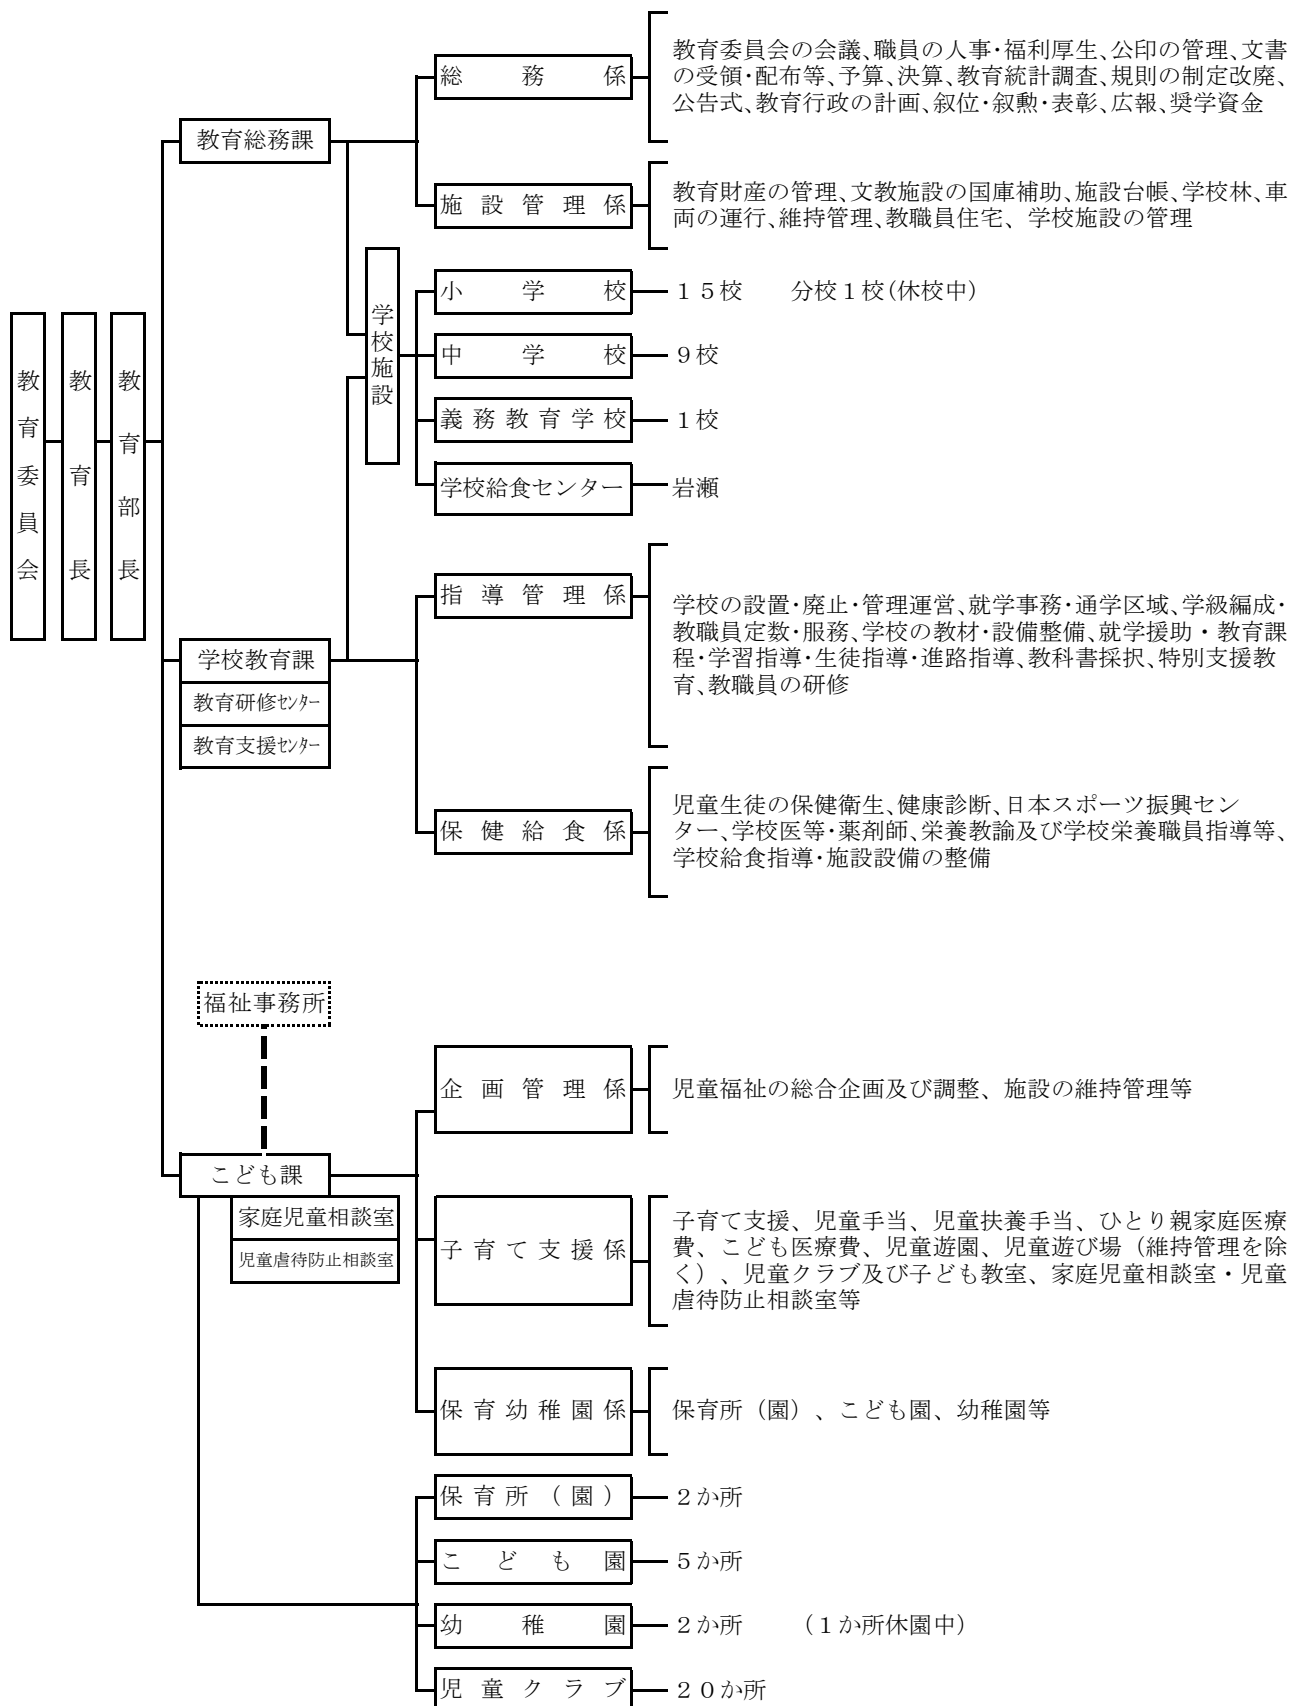 教育委員会
教育長
教育部長
教育総務課
総務係
教育委員会の会議､職員の人事･福利厚生､公印の管理､文書
の受領･配布等､予算､決算､教育統計調査､規則の制定改廃､
公告式､教育行政の計画､叙位･叙勲･表彰､広報､奨学資金
施設管理係
教育財産の管理､文教施設の国庫補助､施設台帳､学校林､車
両の運行､維持管理､教職員住宅、学校施設の管理
学校施設
小学校
１５校　　分校１校(休校中)
中学校
９校
義務教育学校
１校
学校給食センター
岩瀬
学校教育課
教育研修ｾﾝﾀｰ
教育支援ｾﾝﾀｰ
指導管理係
学校の設置･廃止･管理運営､就学事務･通学区域､学級編成･
教職員定数･服務､学校の教材･設備整備､就学援助・教育課
程･学習指導･生徒指導･進路指導､教科書採択､特別支援教
育､教職員の研修
保健給食係
児童生徒の保健衛生､健康診断､日本スポーツ振興セン
ター､学校医等･薬剤師､栄養教諭及び学校栄養職員指導等､
学校給食指導･施設設備の整備
福祉事務所
こども課
家庭児童相談室
児童虐待防止相談室
企画管理係
児童福祉の総合企画及び調整、施設の維持管理等
子育て支援係
子育て支援、児童手当、児童扶養手当、ひとり親家庭医療
費、こども医療費、児童遊園、児童遊び場（維持管理を除
く）、児童クラブ及び子ども教室、家庭児童相談室・児童
虐待防止相談室等
保育幼稚園係
保育所（園）、こども園、幼稚園等
保育所（園）
２か所
こども園
５か所
幼稚園
２か所　　（１か所休園中）
児童クラブ
２０か所